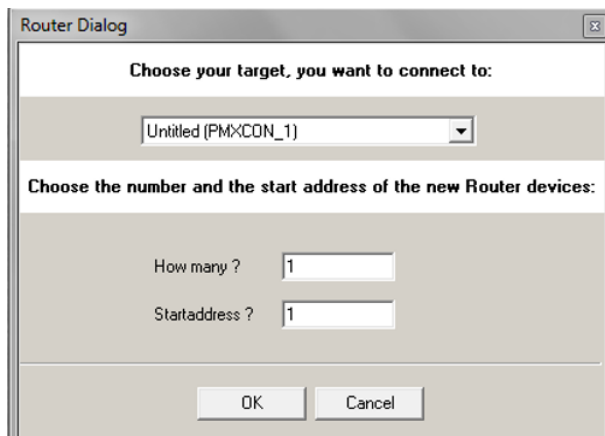 Router Dialog
Choose your target, you want to connect to:
Untitled (PMXCON_1)
Choose the number and the start address of the new Router devices:
How many ? 1
Startaddress ? 1
OK Cancel